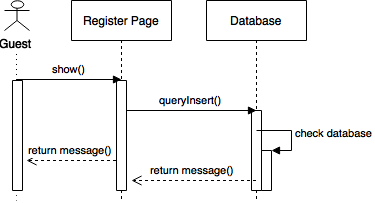 Register Page
Database
Guest
show()
queryInsert()
check database
return message()
return message()